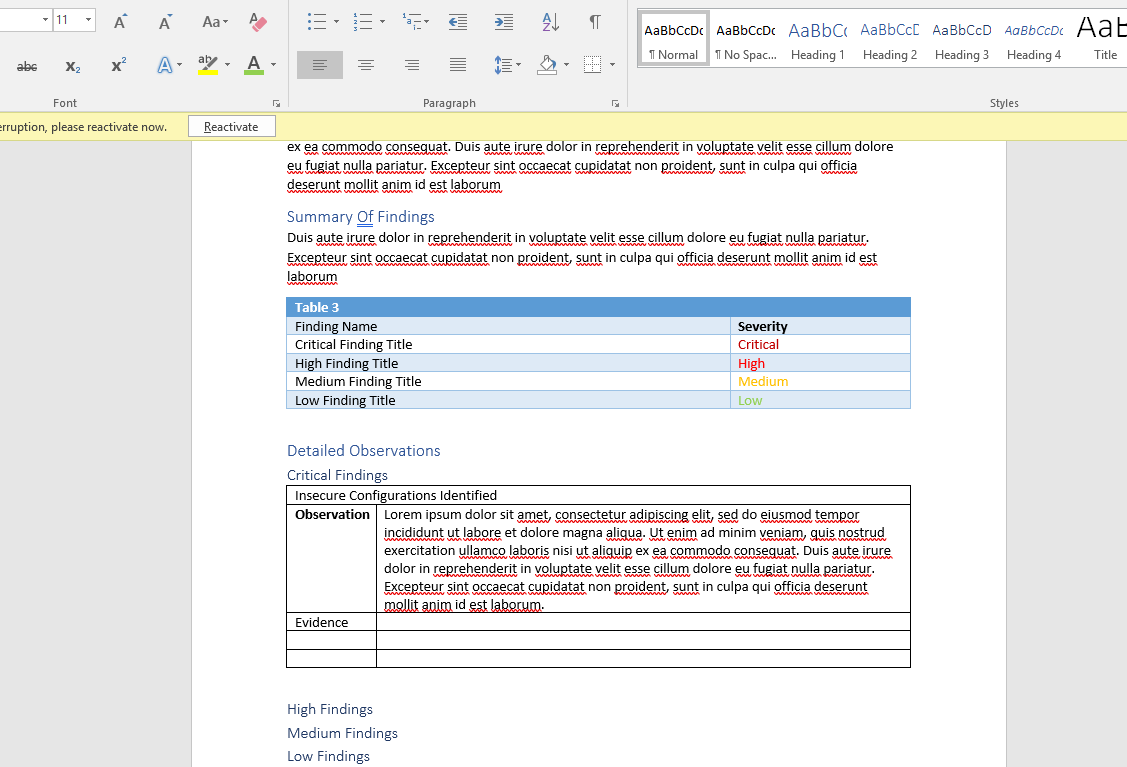 11
Aa
abc
X₂
X²
A
ab
A
Font
Paragraph
AaBbCcDc
¶ Normal
AaBbCcDc
¶ No Spac...
AaBbCc
Heading 1
AaBbCcD
Heading 2
AaBbCcD
Heading 3
AaBbCcDc
Heading 4
AaB
Title
Styles
erruption, please reactivate now.
Reactivate
ex ea commodo consequat. Duis aute irure dolor in reprehenderit in voluptate velit esse cillum dolore
eu fugiat nulla pariatur. Excepteur sint occaecat cupidatat non proident, sunt in culpa qui officia
deserunt mollit anim id est laborum
Summary Of Findings
Duis aute irure dolor in reprehenderit in voluptate velit esse cillum dolore eu fugiat nulla pariatur.
Excepteur sint occaecat cupidatat non proident, sunt in culpa qui officia deserunt mollit anim id est
laborum
Table 3
Finding Name Severity
Critical Finding Title Critical
High Finding Title High
Medium Finding Title Medium
Low Finding Title Low
Detailed Observations
Critical Findings
Insecure Configurations Identified
Observation Lorem ipsum dolor sit amet, consectetur adipiscing elit, sed do eiusmod tempor
incididunt ut labore et dolore magna aliqua. Ut enim ad minim veniam, quis nostrud
exercitation ullamco laboris nisi ut aliquip ex ea commodo consequat. Duis aute irure
dolor in reprehenderit in voluptate velit esse cillum dolore eu fugiat nulla pariatur.
Excepteur sint occaecat cupidatat non proident, sunt in culpa qui officia deserunt
mollit anim id est laborum.
Evidence
High Findings
Medium Findings
Low Findings